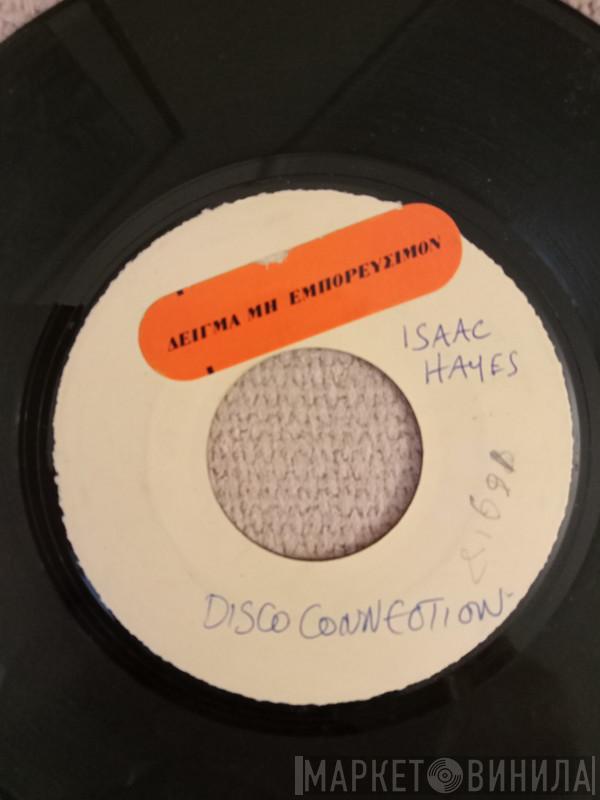 ΔΕΙΓΜΑ ΜΗ ΕΜΠΟΡΕΥΣΙΜΟΝ
ISAAC
HAYES
DISCO CONNECTION
МАРКЕТ ВИНИЛА